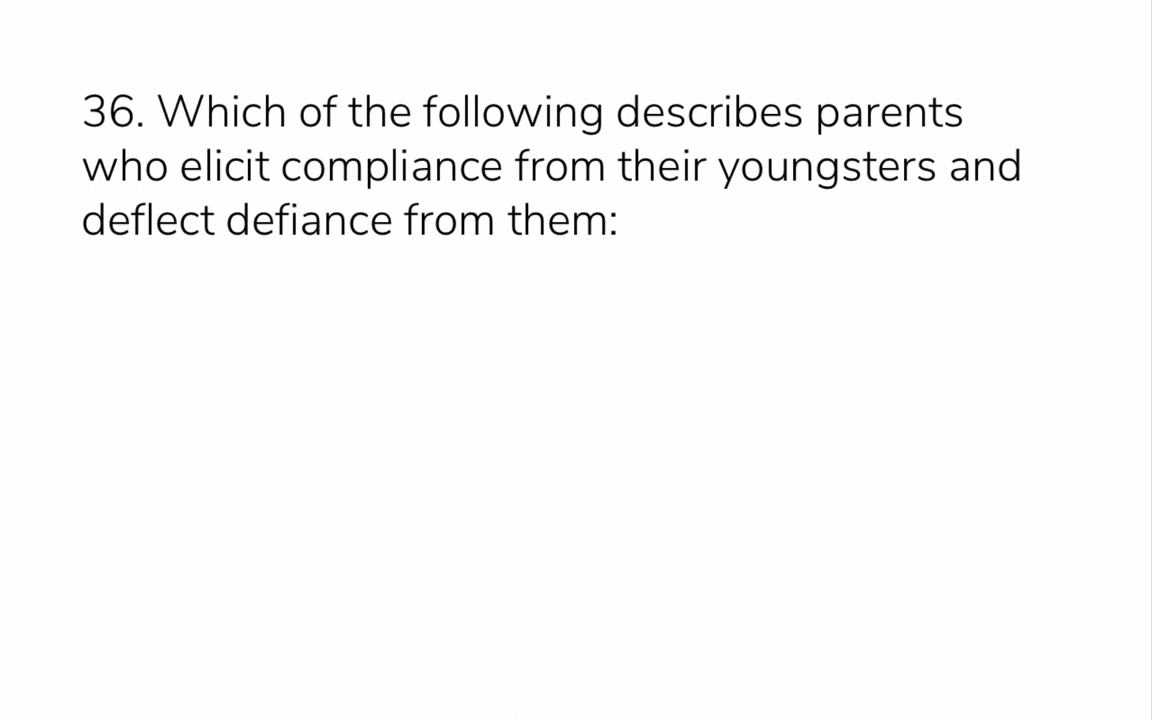 36. Which of the following describes parents
who elicit compliance from their youngsters and
deflect defiance from them: